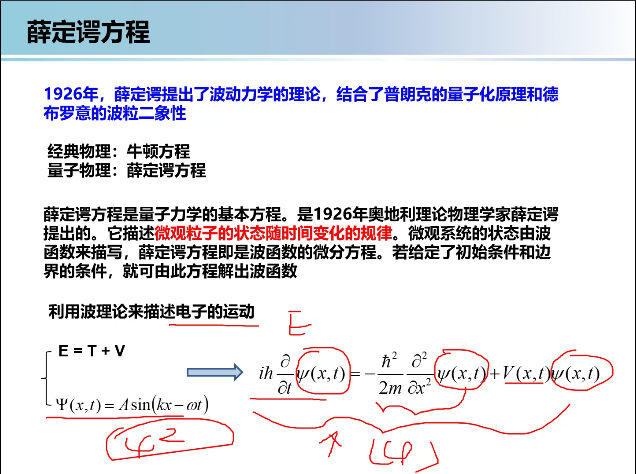 薛定谔方程
1926年，薛定谔提出了波动力学的理论，结合了普朗克的量子化原理和德
布罗意的波粒二象性
经典物理：牛顿方程
量子物理：薛定谔方程
薛定谔方程是量子力学的基本方程。是1926年奥地利理论物理学家薛定谔
提出的。它描述微观粒子的状态随时间变化的规律。微观系统的状态由波
函数来描写，薛定谔方程即是波函数的微分方程。若给定了初始条件和边
界的条件，就可由此方程解出波函数
利用波理论来描述电子的运动
E
E = T + V
iħ ∂/∂t ψ(x,t) = − ħ²/2m ∂²/∂x² ψ(x,t) + V(x,t)ψ(x,t)
Ψ(x,t) = A sin(kx − ωt)
ψ²